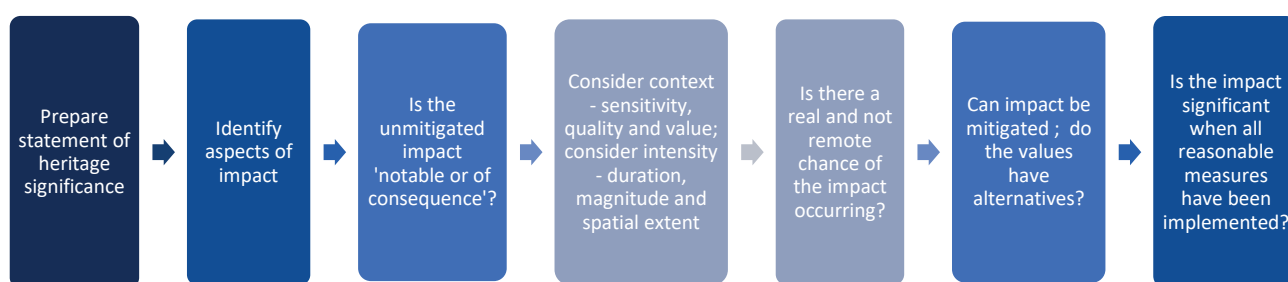 Prepare
statement of
heritage
significance
Identify
aspects of
impact
Is the
unmitigated
impact
'notable or of
consequence'?
Consider context
- sensitivity,
quality and value;
consider intensity
- duration,
magnitude and
spatial extent
Is there a
real and not
remote
chance of
the impact
occurring?
Can impact be
mitigated ; do
the values
have
alternatives?
Is the impact
significant
when all
reasonable
measures
have been
implemented?